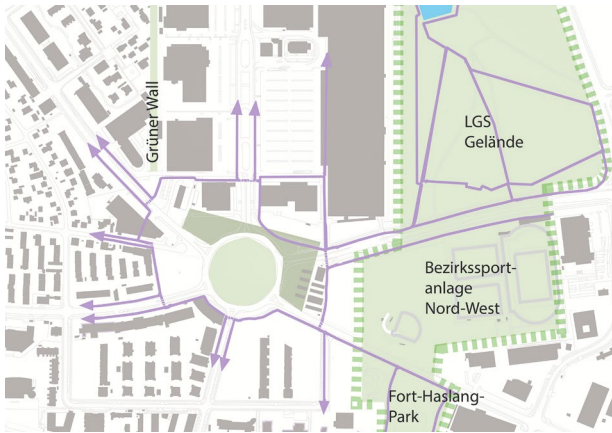 Grüner Wall
LGS
Gelände
Bezirkssport-
anlage
Nord-West
Fort-Haslang-
Park